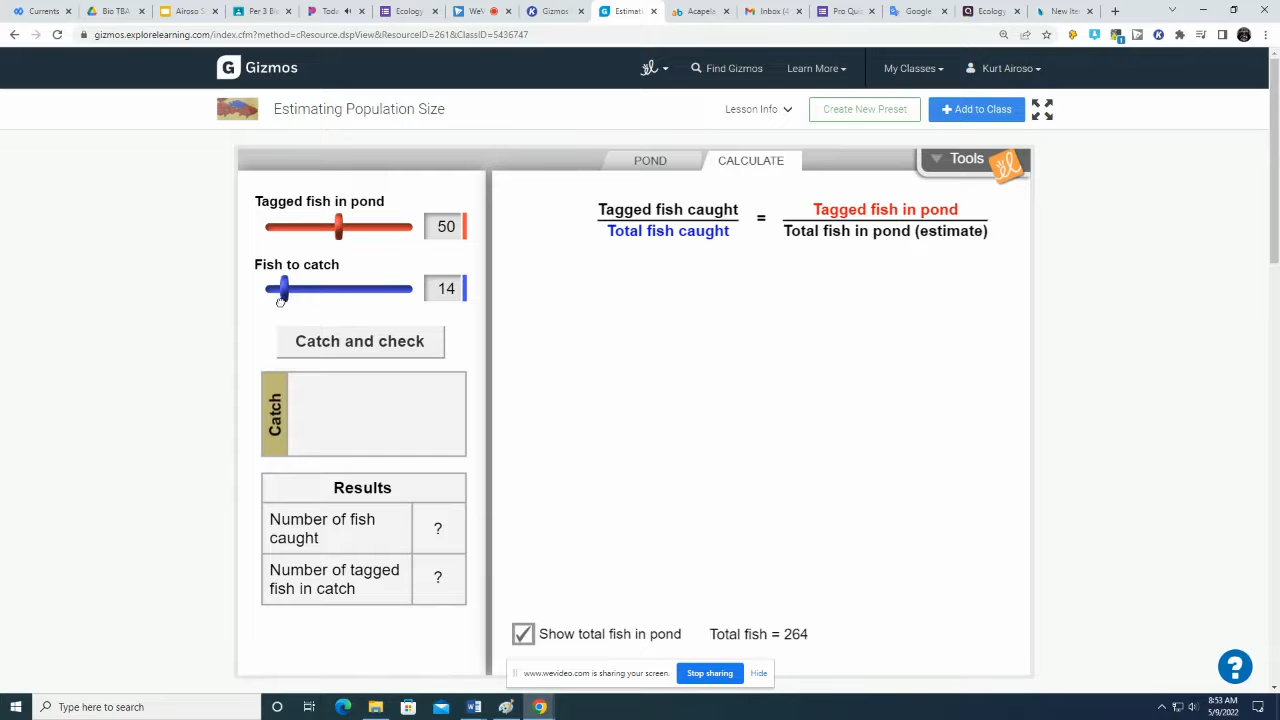 Currents
Bio TBA
Airoso S
Per 3 Bi
Toda
Ecology
WeV
Gizmos
Estimati
Acapela
Inbox (4
Pro Qui
Google
Ecology
New Ite
gizmos.explorelearning.com/index.cfm?method=cResource.dspView&ResourceID=261&ClassID=5436747
G Gizmos
Find Gizmos
Learn More
My Classes
Kurt Airoso
Estimating Population Size
Lesson Info
Create New Preset
+ Add to Class
POND
CALCULATE
Tools
Tagged fish in pond
50
Fish to catch
14
Catch and check
Catch
Results
Number of fish
caught
?
Number of tagged
fish in catch
?
Tagged fish caught
Total fish caught
=
Tagged fish in pond
Total fish in pond (estimate)
Show total fish in pond
Total fish = 264
www.wevideo.com is sharing your screen.
Stop sharing
Hide
?
Type here to search
8:53 AM
5/9/2022